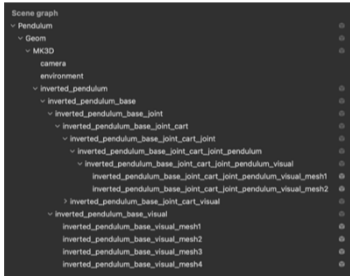 Scene graph
Pendulum
Geom
MK3D
camera
environment
inverted_pendulum
inverted_pendulum_base
inverted_pendulum_base_joint
inverted_pendulum_base_joint_cart
inverted_pendulum_base_joint_cart_joint
inverted_pendulum_base_joint_cart_joint_pendulum
inverted_pendulum_base_joint_cart_joint_pendulum_visual
inverted_pendulum_base_joint_cart_joint_pendulum_visual_mesh1
inverted_pendulum_base_joint_cart_joint_pendulum_visual_mesh2
inverted_pendulum_base_joint_cart_visual
inverted_pendulum_base_visual
inverted_pendulum_base_visual_mesh1
inverted_pendulum_base_visual_mesh2
inverted_pendulum_base_visual_mesh3
inverted_pendulum_base_visual_mesh4